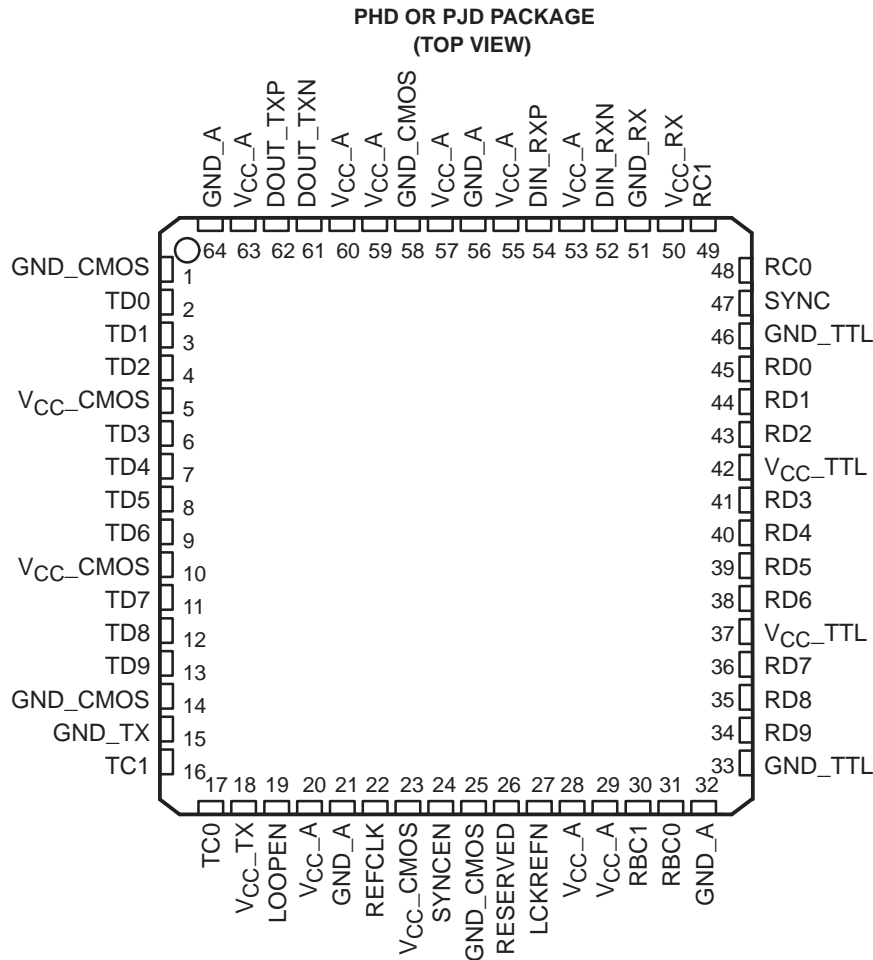 PHD OR PJD PACKAGE
(TOP VIEW)
GND_A
VCC_A
DOUT_TXP
DOUT_TXN
VCC_A
VCC_A
GND_CMOS
VCC_A
GND_A
VCC_A
DIN_RXP
VCC_A
DIN_RXN
GND_RX
VCC_RX
RC1
64 63 62 61 60 59 58 57 56 55 54 53 52 51 50 49
GND_CMOS 1
TD0 2
TD1 3
TD2 4
VCC_CMOS 5
TD3 6
TD4 7
TD5 8
TD6 9
VCC_CMOS 10
TD7 11
TD8 12
TD9 13
GND_CMOS 14
GND_TX 15
TC1 16
48 RC0
47 SYNC
46 GND_TTL
45 RD0
44 RD1
43 RD2
42 VCC_TTL
41 RD3
40 RD4
39 RD5
38 RD6
37 VCC_TTL
36 RD7
35 RD8
34 RD9
33 GND_TTL
17 18 19 20 21 22 23 24 25 26 27 28 29 30 31 32
TC0
VCC_TX
LOOPEN
VCC_A
GND_A
REFCLK
VCC_CMOS
SYNCEN
GND_CMOS
RESERVED
LCKREFN
VCC_A
VCC_A
RBC1
RBC0
GND_A